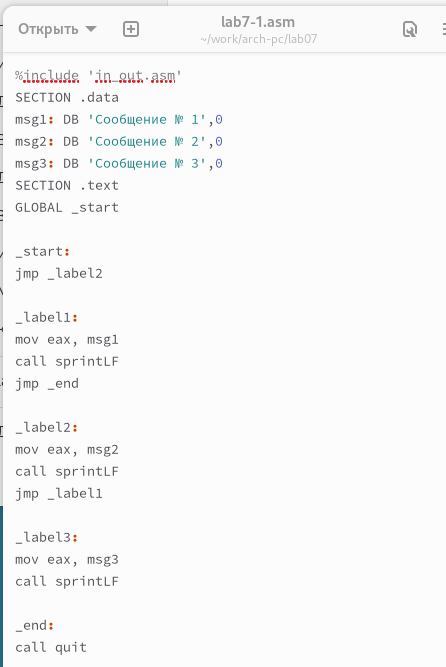 Открыть
lab7-1.asm
~/work/arch-pc/lab07
%include 'in_out.asm'
SECTION .data
msg1: DB 'Сообщение № 1',0
msg2: DB 'Сообщение № 2',0
msg3: DB 'Сообщение № 3',0
SECTION .text
GLOBAL _start
_start:
jmp _label2
_label1:
mov eax, msg1
call sprintLF
jmp _end
_label2:
mov eax, msg2
call sprintLF
jmp _label1
_label3:
mov eax, msg3
call sprintLF
_end:
call quit